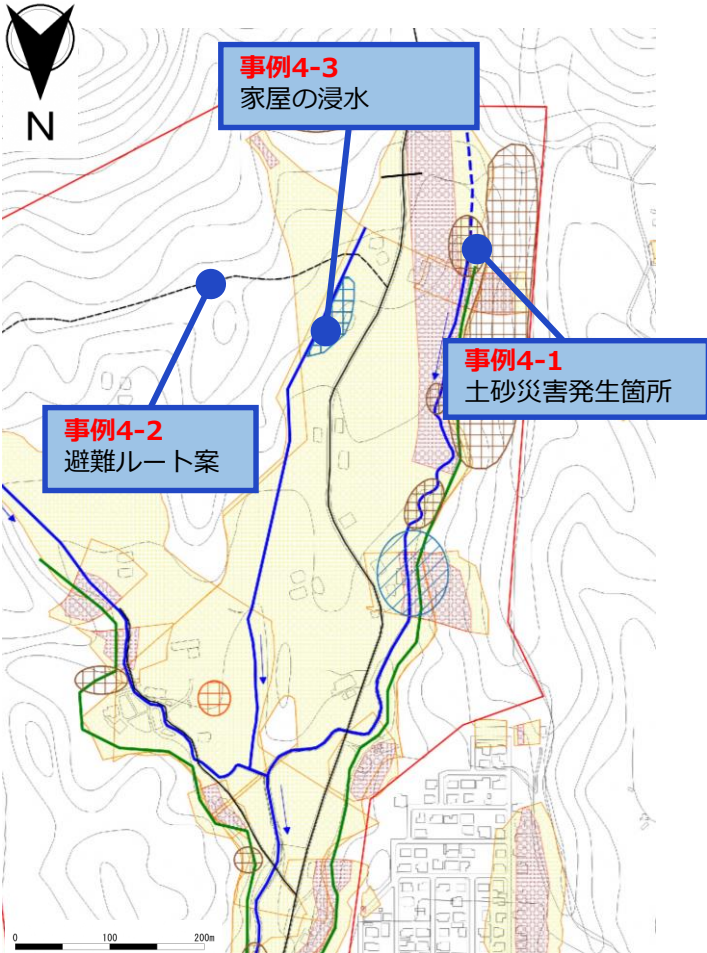 N
事例4-3
家屋の浸水
事例4-1
土砂災害発生箇所
事例4-2
避難ルート案
0 100 200m